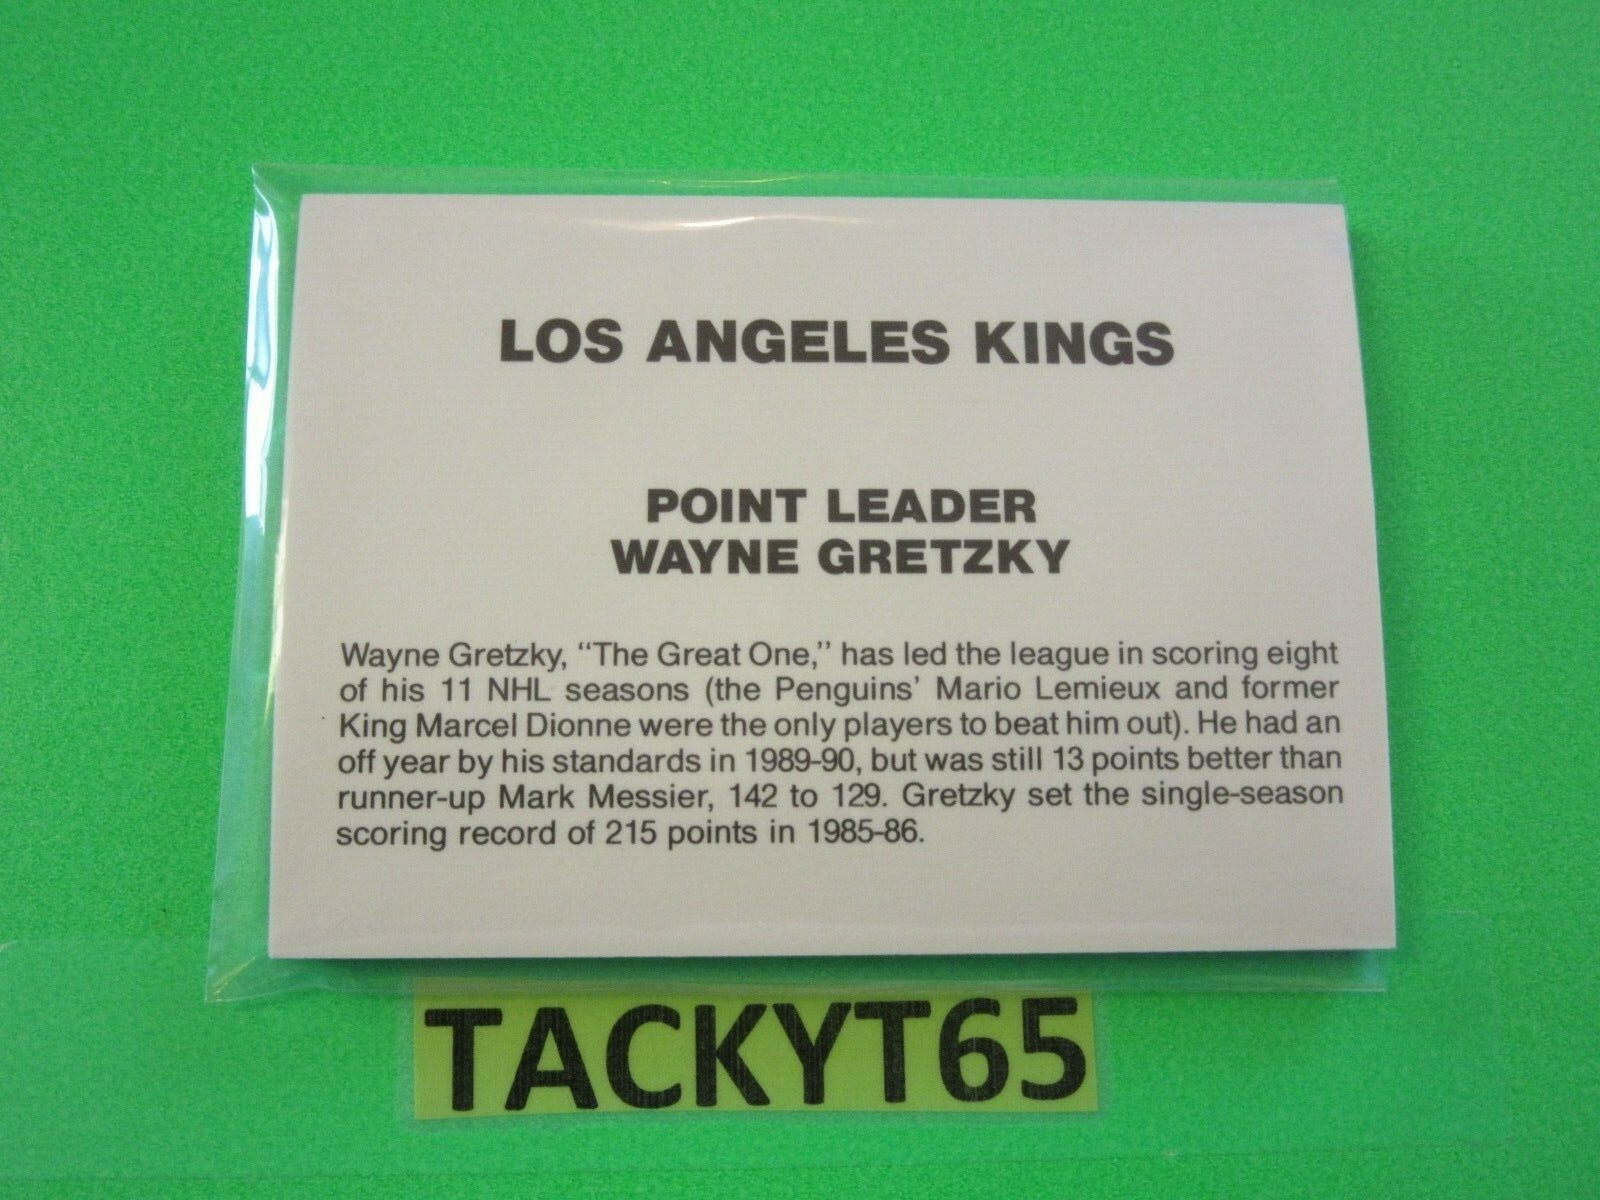 LOS ANGELES KINGS
POINT LEADER
WAYNE GRETZKY
Wayne Gretzky, "The Great One," has led the league in scoring eight
of his 11 NHL seasons (the Penguins' Mario Lemieux and former
King Marcel Dionne were the only players to beat him out). He had an
off year by his standards in 1989-90, but was still 13 points better than
runner-up Mark Messier, 142 to 129. Gretzky set the single-season
scoring record of 215 points in 1985-86.
TACKYT65